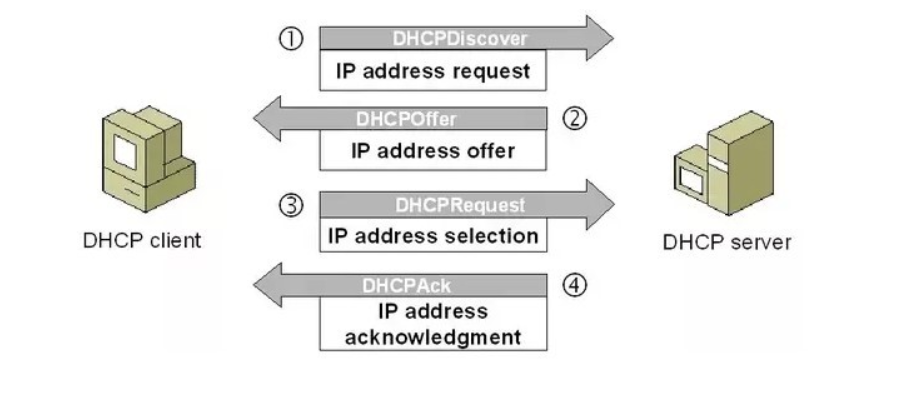 ① DHCPDiscover
IP address request
DHCPOffer ②
IP address offer
③ DHCPRequest
IP address selection
DHCP client
DHCP server
DHCPAck ④
IP address
acknowledgment